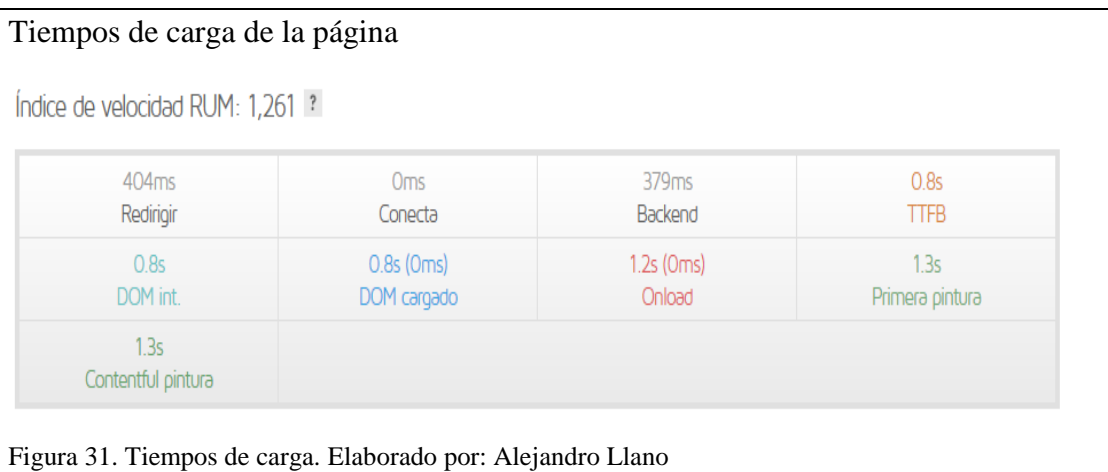 Tiempos de carga de la página
Índice de velocidad RUM: 1,261 ?
404ms 0ms 379ms 0.8s
Redirigir Conecta Backend TTFB
0.8s 0.8s (0ms) 1.2s (0ms) 1.3s
DOM int. DOM cargado Onload Primera pintura
1.3s
Contentful pintura
Figura 31. Tiempos de carga. Elaborado por: Alejandro Llano